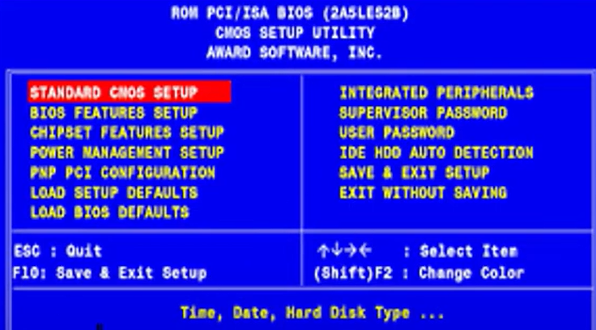 ROM PCI/ISA BIOS (2A5LES2B)
CMOS SETUP UTILITY
AWARD SOFTWARE, INC.
STANDARD CMOS SETUP
BIOS FEATURES SETUP
CHIPSET FEATURES SETUP
POWER MANAGEMENT SETUP
PNP PCI CONFIGURATION
LOAD SETUP DEFAULTS
LOAD BIOS DEFAULTS
INTEGRATED PERIPHERALS
SUPERVISOR PASSWORD
USER PASSWORD
IDE HDD AUTO DETECTION
SAVE & EXIT SETUP
EXIT WITHOUT SAVING
ESC : Quit
F10: Save & Exit Setup
↑↓→← : Select Item
(Shift)F2 : Change Color
Time, Date, Hard Disk Type ...